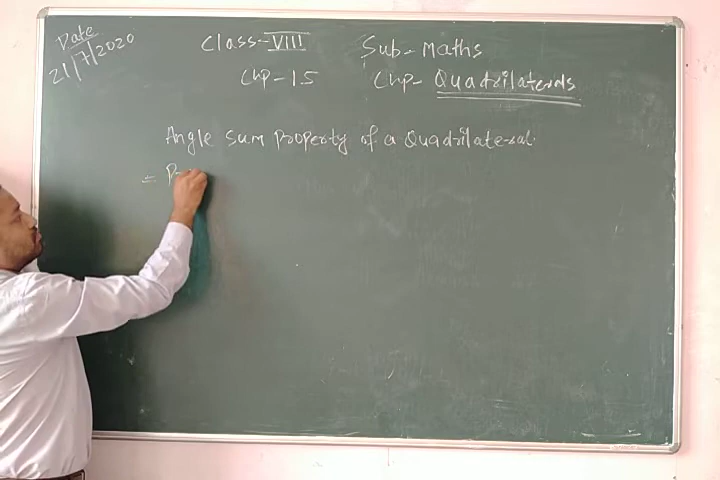 Date
21/7/2020
Class-VIII Sub-Maths
Chp-15 Chp-Quadrilaterals
Angle sum property of a Quadrilateral.